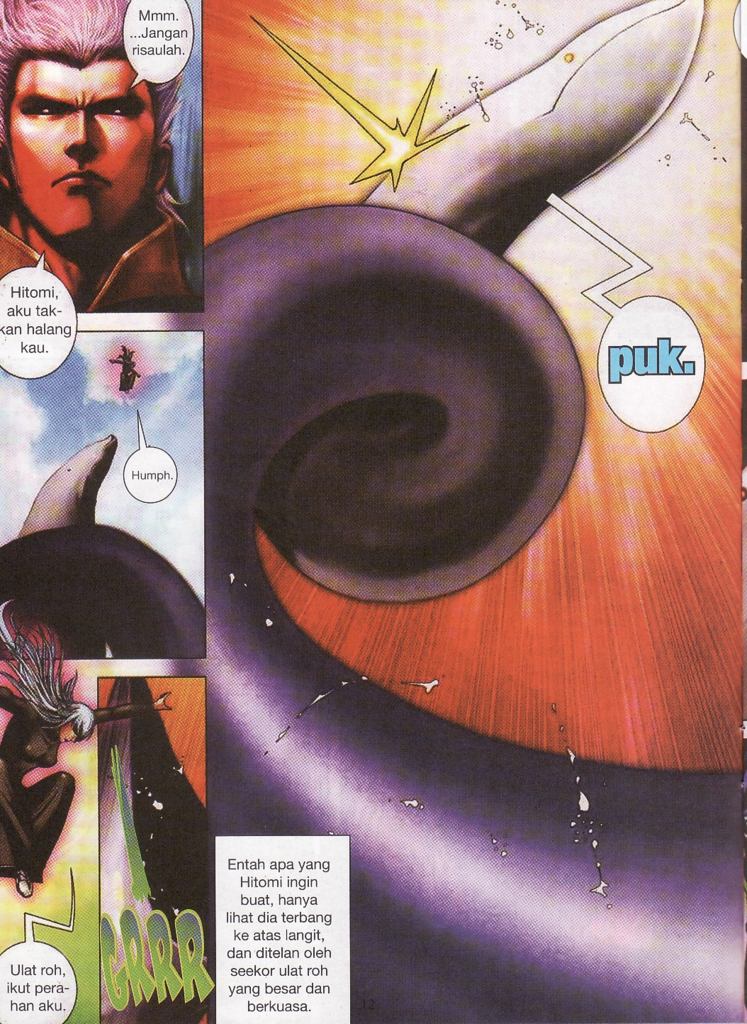 Mmm.
...Jangan
risaulah.
Hitomi,
aku tak-
kan halang
kau.
puk.
Humph.
Ulat roh,
ikut pera-
han aku.
GRRR
Entah apa yang
Hitomi ingin
buat, hanya
lihat dia terbang
ke atas langit,
dan ditelan oleh
seekor ulat roh
yang besar dan
berkuasa.
12